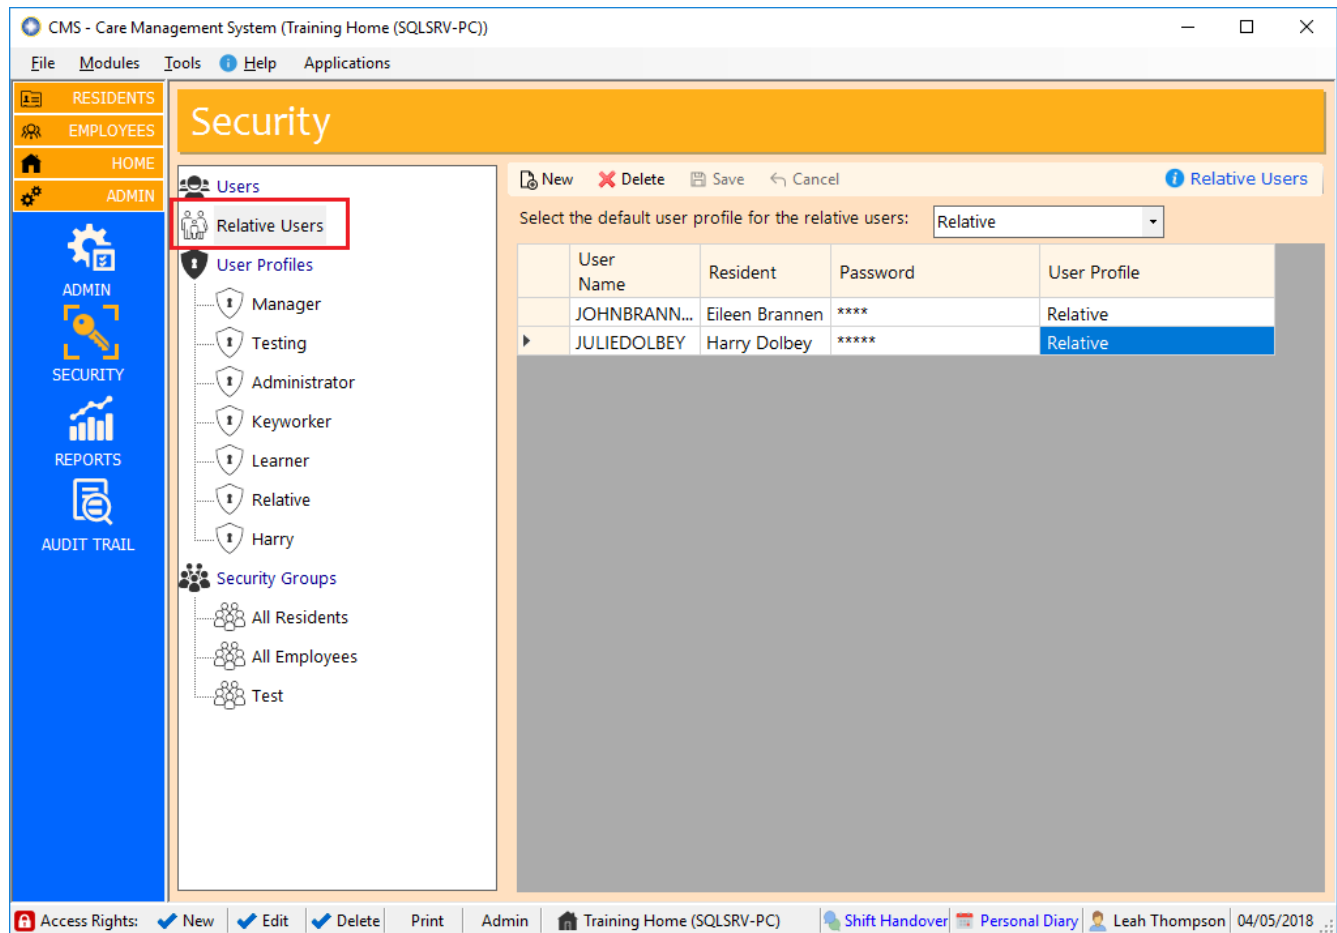 CMS - Care Management System (Training Home (SQLSRV-PC))
File Modules Tools Help Applications
RESIDENTS
EMPLOYEES
HOME
ADMIN
ADMIN
SECURITY
REPORTS
AUDIT TRAIL
Security
Users
Relative Users
User Profiles
Manager
Testing
Administrator
Keyworker
Learner
Relative
Harry
Security Groups
All Residents
All Employees
Test
New Delete Save Cancel Relative Users
Select the default user profile for the relative users: Relative
User Name Resident Password User Profile
JOHNBRANN... Eileen Brannen **** Relative
JULIEDOLBEY Harry Dolbey ***** Relative
Access Rights: New Edit Delete Print Admin Training Home (SQLSRV-PC) Shift Handover Personal Diary Leah Thompson 04/05/2018